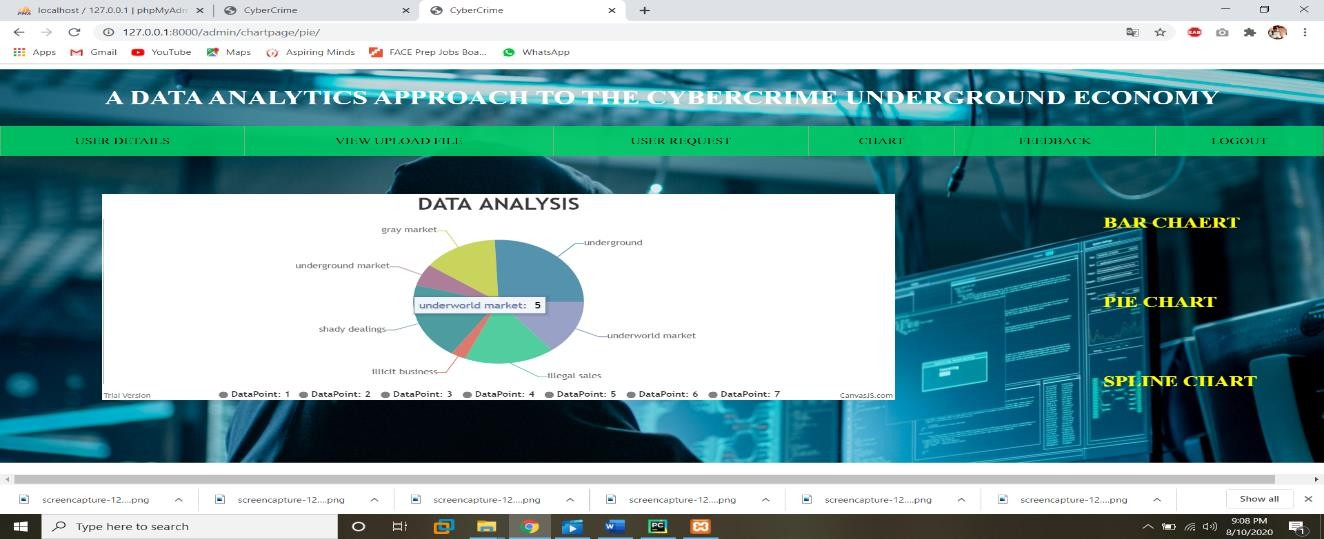 localhost / 127.0.0.1 | phpMyAdm
CyberCrime
CyberCrime
127.0.0.1:8000/admin/chartpage/pie/
Apps Gmail YouTube Maps Aspiring Minds FACE Prep Jobs Boa... WhatsApp
A DATA ANALYTICS APPROACH TO THE CYBERCRIME UNDERGROUND ECONOMY
USER DETAILS VIEW UPLOAD FILE USER REQUEST CHART FEEDBACK LOGOUT
DATA ANALYSIS
gray market
underground
underground market
underworld market: 5
shady dealings
underworld market
illicit business
illegal sales
DataPoint: 1 DataPoint: 2 DataPoint: 3 DataPoint: 4 DataPoint: 5 DataPoint: 6 DataPoint: 7
Trial Version
CanvasJS.com
BAR CHAERT
PIE CHART
SPLINE CHART
screencapture-12....png screencapture-12....png screencapture-12....png screencapture-12....png screencapture-12....png screencapture-12....png Show all
Type here to search
9:08 PM
8/10/2020